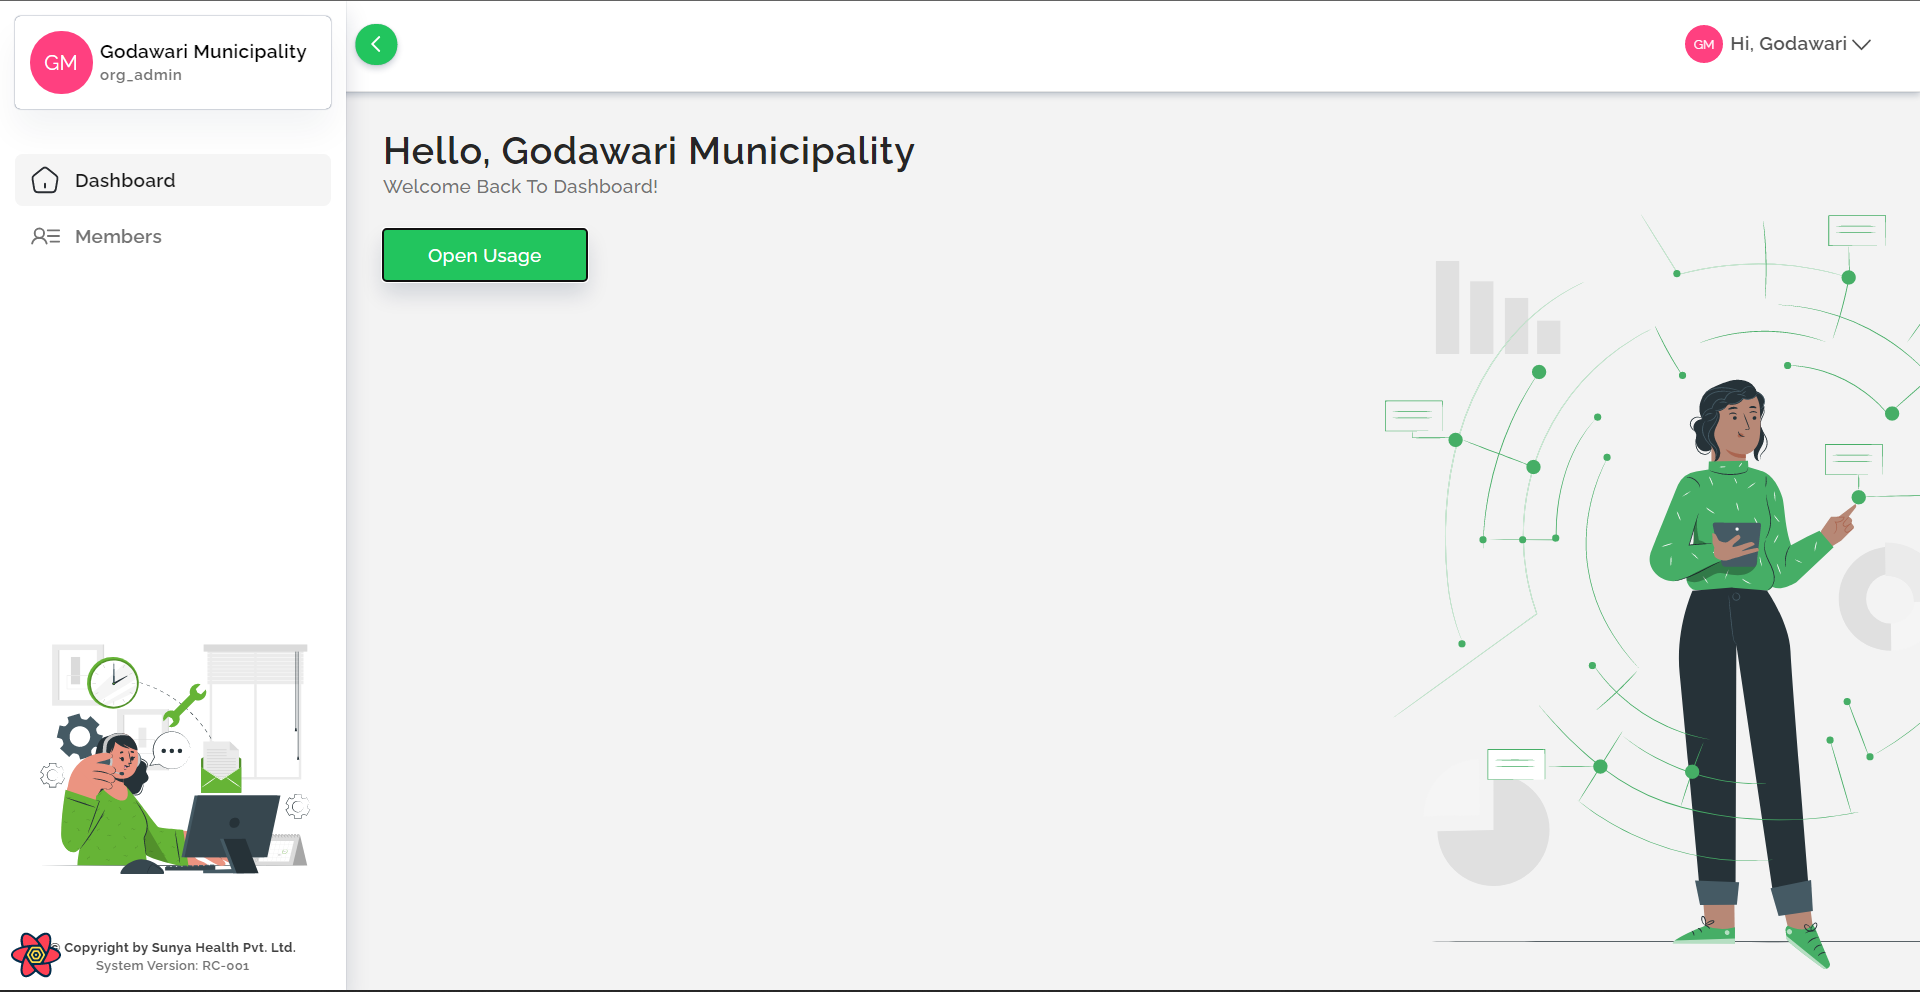 GM
Godawari Municipality
org_admin
Dashboard
Members
© Copyright by Sunya Health Pvt. Ltd.
System Version: RC-001
GM
Hi, Godawari
Hello, Godawari Municipality
Welcome Back To Dashboard!
Open Usage